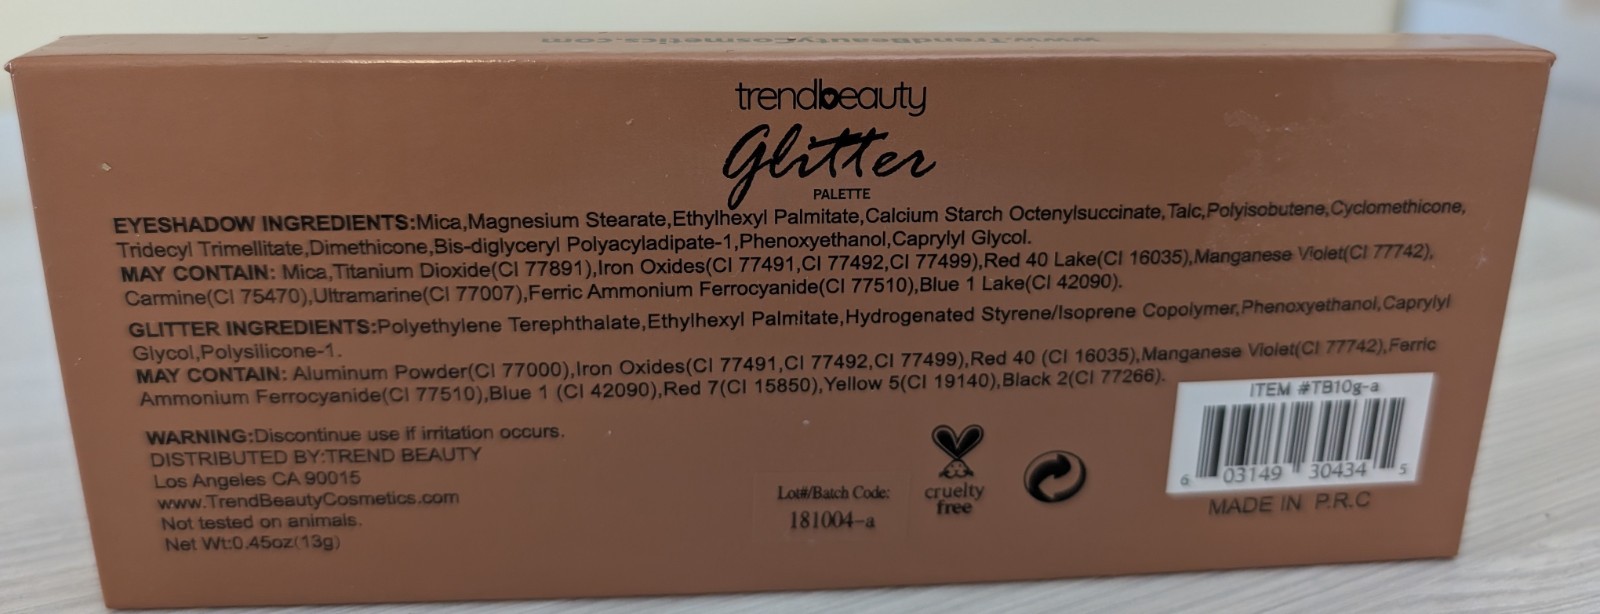 www.TrendBeautyCosmetics.com
trendbeauty
Glitter
PALETTE
EYESHADOW INGREDIENTS:Mica,Magnesium Stearate,Ethylhexyl Palmitate,Calcium Starch Octenylsuccinate,Talc,Polyisobutene,Cyclomethicone,
Tridecyl Trimellitate,Dimethicone,Bis-diglyceryl Polyacyladipate-1,Phenoxyethanol,Caprylyl Glycol.
MAY CONTAIN: Mica,Titanium Dioxide(CI 77891),Iron Oxides(CI 77491,CI 77492,CI 77499),Red 40 Lake(CI 16035),Manganese Violet(CI 77742),
Carmine(CI 75470),Ultramarine(CI 77007),Ferric Ammonium Ferrocyanide(CI 77510),Blue 1 Lake(CI 42090).
GLITTER INGREDIENTS:Polyethylene Terephthalate,Ethylhexyl Palmitate,Hydrogenated Styrene/Isoprene Copolymer,Phenoxyethanol,Caprylyl
Glycol,Polysilicone-1.
MAY CONTAIN: Aluminum Powder(CI 77000),Iron Oxides(CI 77491,CI 77492,CI 77499),Red 40 (CI 16035),Manganese Violet(CI 77742),Ferric
Ammonium Ferrocyanide(CI 77510),Blue 1 (CI 42090),Red 7(CI 15850),Yellow 5(CI 19140),Black 2(CI 77266).
WARNING:Discontinue use if irritation occurs.
DISTRIBUTED BY:TREND BEAUTY
Los Angeles CA 90015
www.TrendBeautyCosmetics.com
Not tested on animals.
Net Wt:0.45oz(13g)
Lot#/Batch Code:
181004-a
cruelty
free
ITEM #TB10g-a
6 03149 30434 5
MADE IN P.R.C